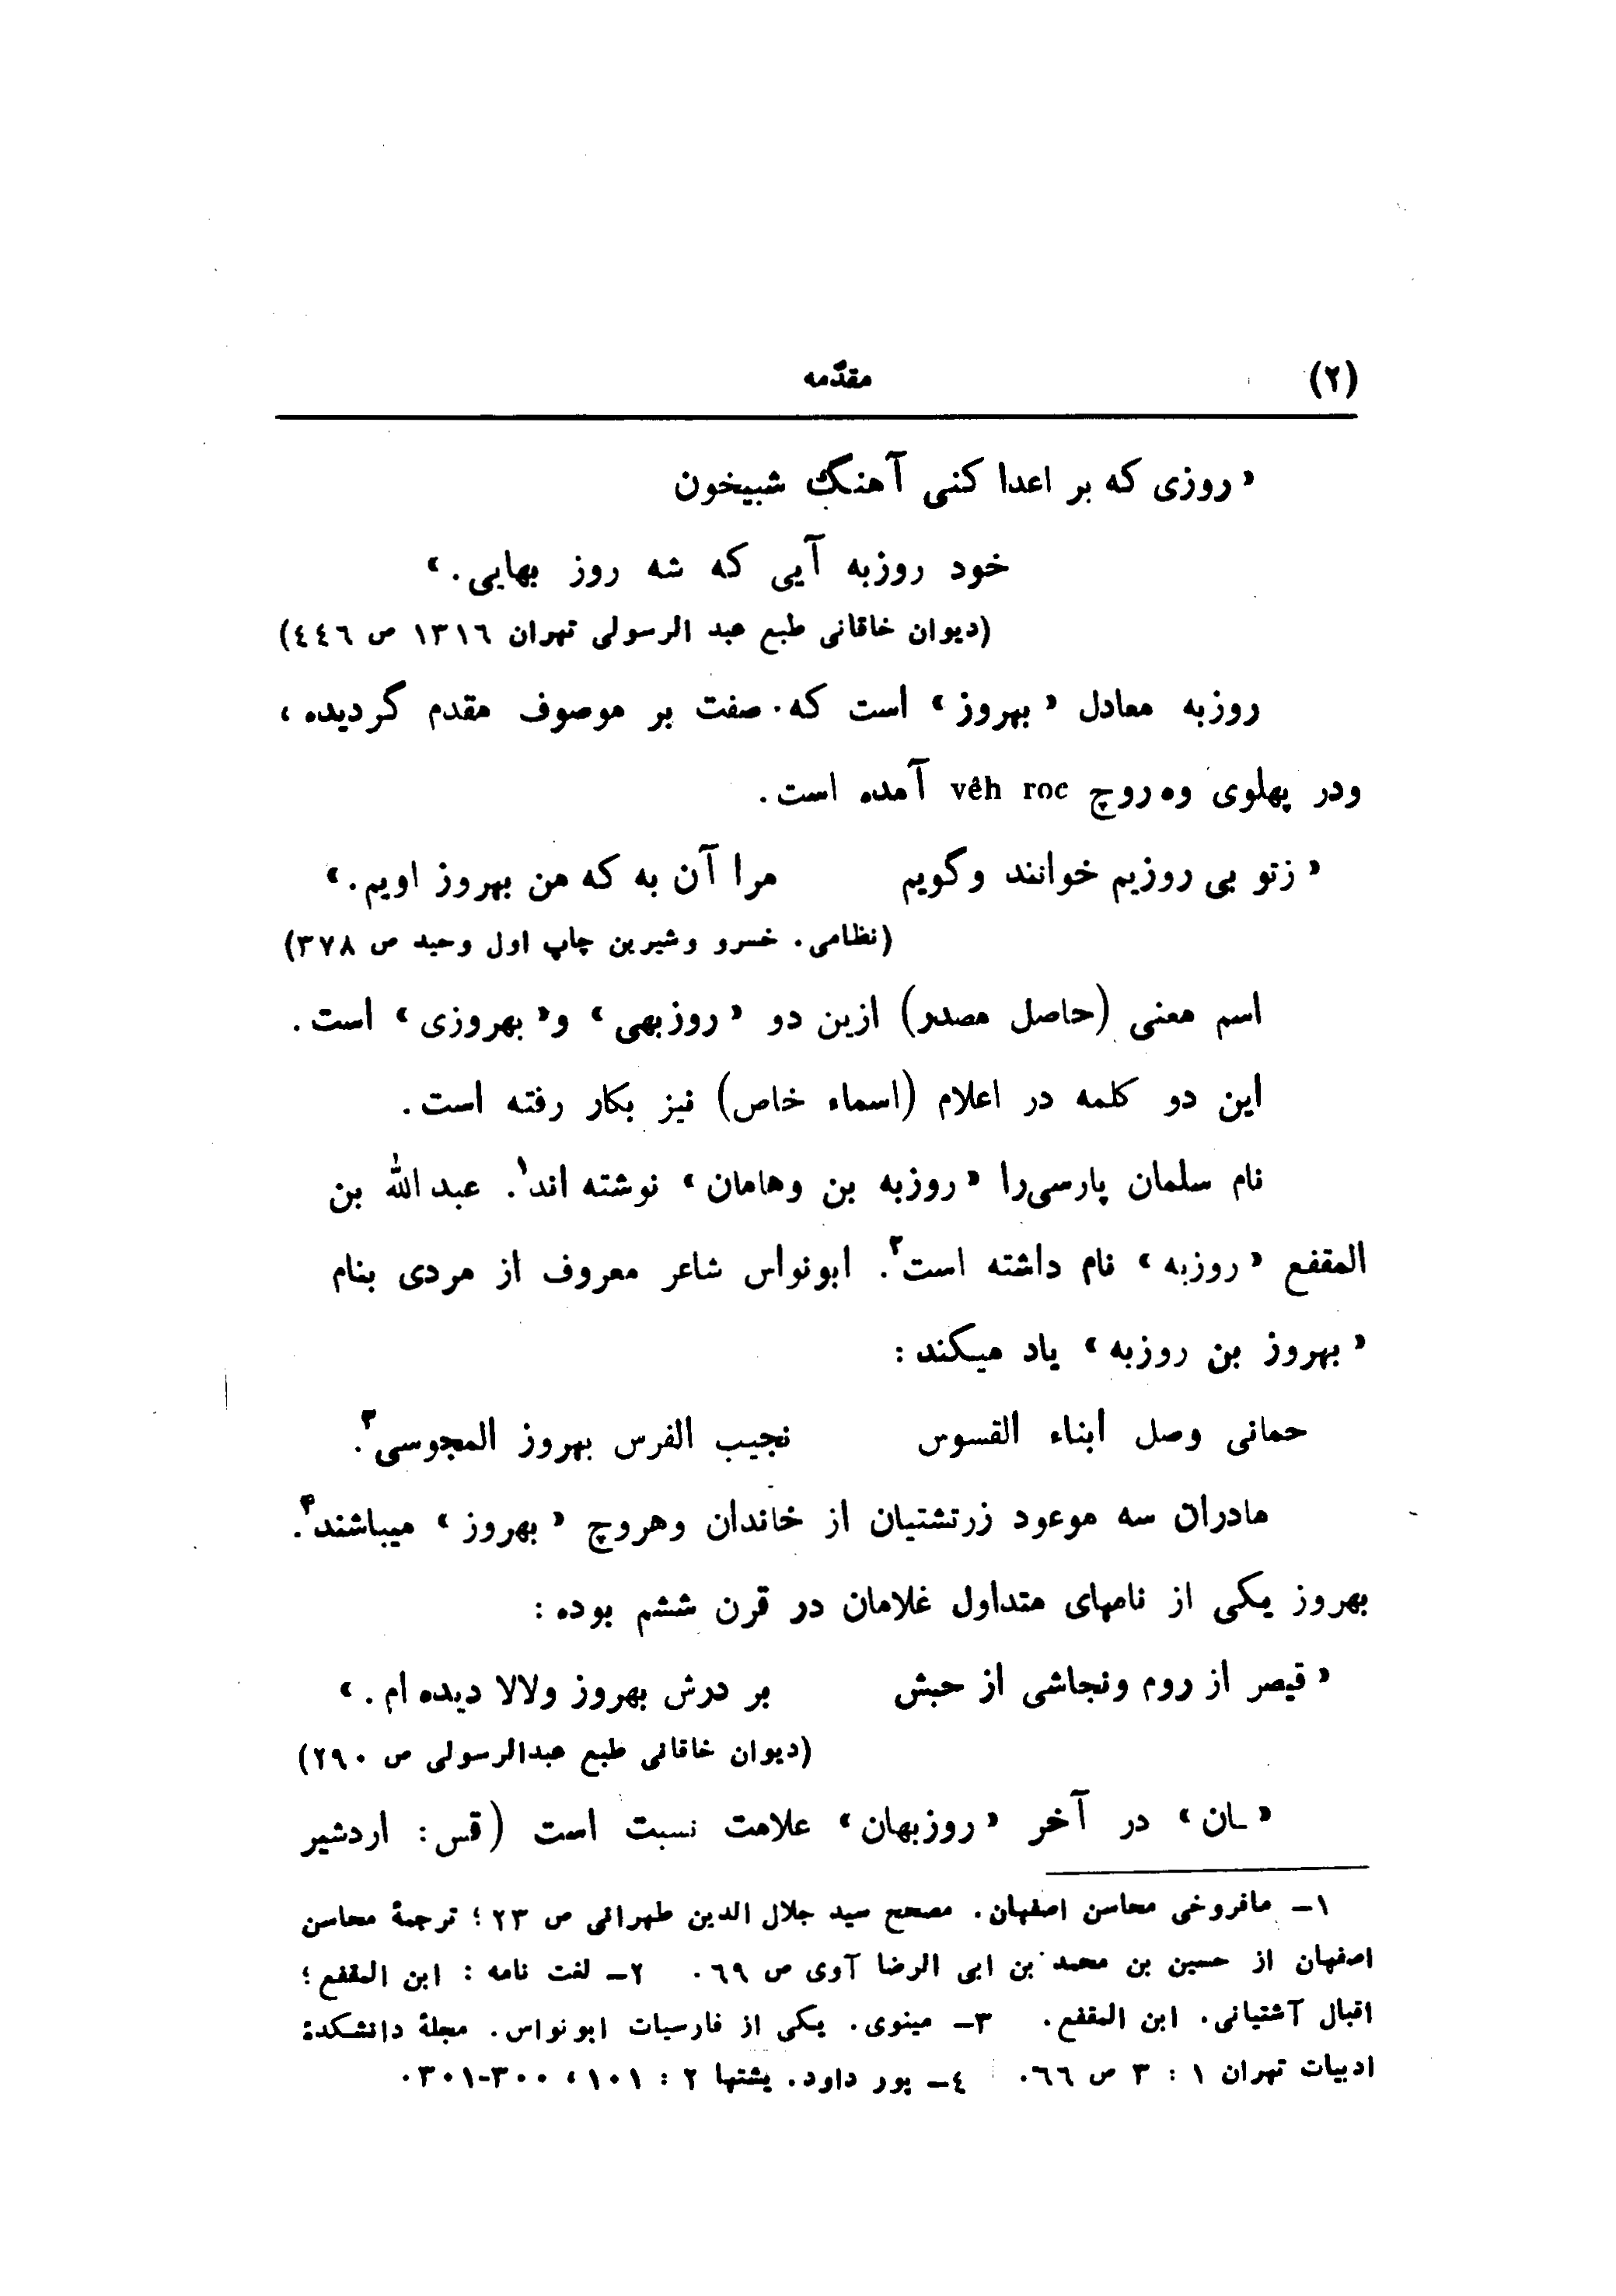 (۲) مقدّمه
« روزی که بر اعدا کنی آهنگ شبیخون
خود روزبه آیی که شه روز بهایی. »
(دیوان خاقانی طبع عبد الرسولی تهران ۱۳۱٦ ص ٤٤٦)
روزبه معادل « بهروز » است که صفت بر موصوف مقدم گردیده ،
ودر پهلوی وه روچ vêh roc آمده است.
« زتو بی روزیم خوانند وگویم مرا آن به که من بهروز اویم. »
(نظامی. خسرو وشیرین چاپ اول وحید ص ۳۷۸)
اسم معنی (حاصل مصدر) ازین دو « روزبهی » و« بهروزی » است.
این دو کلمه در اعلام (اسماء خاص) نیز بکار رفته است.
نام سلمان پارسی‌را « روزبه بن وهامان » نوشته اند۱. عبدالله بن
المقفع « روزبه » نام داشته است۲. ابونواس شاعر معروف از مردی بنام
« بهروز بن روزبه » یاد میکند :
حمانی وصل ابناء القسوس نجیب الفرس بهروز المجوسی۳.
مادران سه موعود زرتشتیان از خاندان وهروچ « بهروز » میباشند۴.
بهروز یکی از نامهای متداول غلامان در قرن ششم بوده :
« قیصر از روم ونجاشی از حبش بر درش بهروز ولالا دیده ام. »
(دیوان خاقانی طبع عبدالرسولی ص ۲۹۰)
« ـان » در آخر « روزبهان » علامت نسبت است (قس: اردشیر
۱ـ مافروخی محاسن اصفهان. مصحح سید جلال الدین طهرانی ص ۲۳ ؛ ترجمۀ محاسن
اصفهان از حسین بن محمد بن ابی الرضا آوی ص ٦۹. ۲ـ لغت نامه : ابن المقفع ؛
اقبال آشتیانی. ابن المقفع. ۳ـ مینوی. یکی از فارسیات ابونواس. مجلۀ دانشکدۀ
ادبیات تهران ۱ : ۳ ص ٦٦. ٤ـ پور داود. یشتها ۲ : ۱۰۱ ، ۳۰۰-۳۰۱.